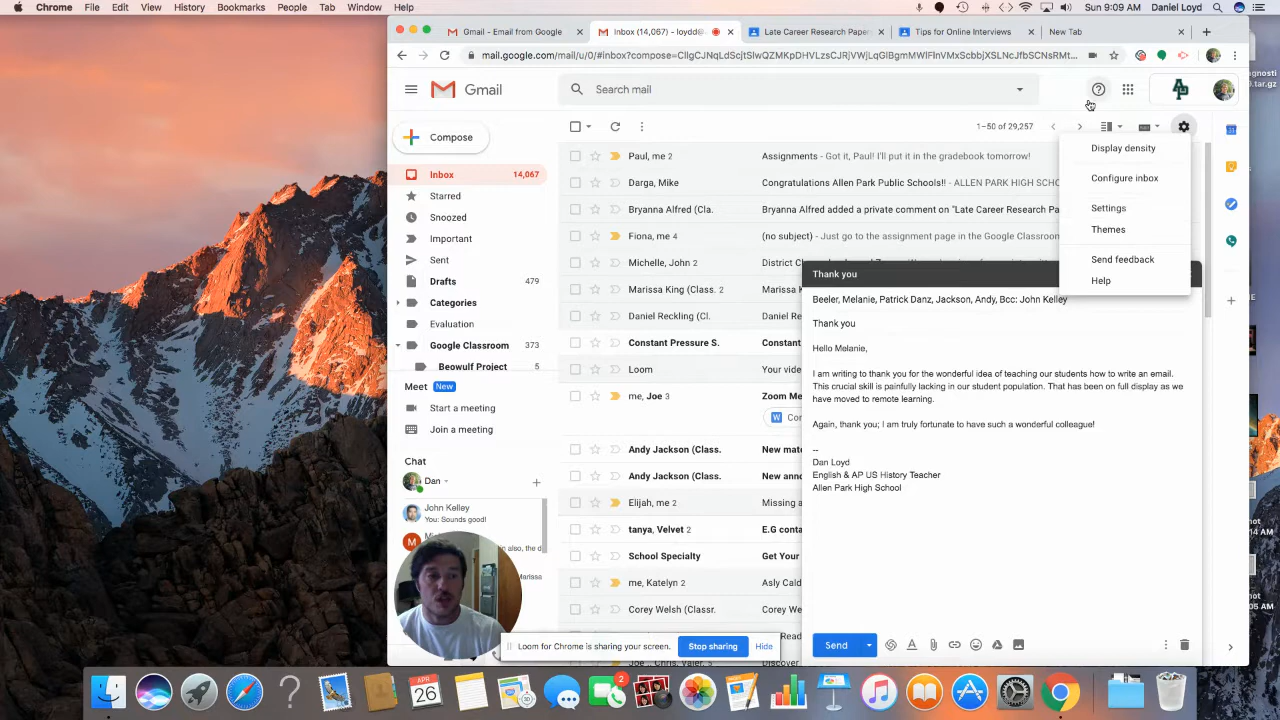 Chrome File Edit View History Bookmarks People Tab Window Help
Sun 9:09 AM Daniel Loyd
Gmail - Email from Google
Inbox (14,067) - loydd@
Late Career Research Paper
Tips for Online Interviews
New Tab
Gmail
Search mail
Compose
1–50 of 29,257
Inbox 14,067
Starred
Snoozed
Important
Sent
Drafts 479
Categories
Evaluation
Google Classroom 373
Beowulf Project 5
Meet New
Start a meeting
Join a meeting
Chat
Dan
John Kelley
You: Sounds good!
M
also, the d
Marissa
Paul, me 2 Assignments - Got it, Paul! I'll put it in the gradebook tomorrow!
Darga, Mike Congratulations Allen Park Public Schools!! - ALLEN PARK HIGH SCHO
Bryanna Alfred (Cla. Bryanna Alfred added a private comment on "Late Career Research Pa
Fiona, me 4 (no subject) - Just go to the assignment page in the Google Classroom
Michelle, John 2 District C
Marissa King (Class. 2 Marissa
Daniel Reckling (Cl. Daniel R
Constant Pressure S. Constant
Loom Your vide
me, Joe 3 Zoom Me
W Con
Andy Jackson (Class. New mate
Andy Jackson (Class. New anno
Elijah, me 2 Missing a
tanya, Velvet 2 E.G conta
School Specialty Get Your
me, Katelyn 2 Asly Cald
Corey Welsh (Classr.
Display density
Configure inbox
Settings
Themes
Send feedback
Help
Thank you
Beeler, Melanie, Patrick Danz, Jackson, Andy, Bcc: John Kelley
Thank you
Hello Melanie,
I am writing to thank you for the wonderful idea of teaching our students how to write an email.
This crucial skill is painfully lacking in our student population. That has been on full display as we
have moved to remote learning.
Again, thank you; I am truly fortunate to have such a wonderful colleague!
--
Dan Loyd
English & AP US History Teacher
Allen Park High School
Send
Loom for Chrome is sharing your screen. Stop sharing Hide
APR
26
2